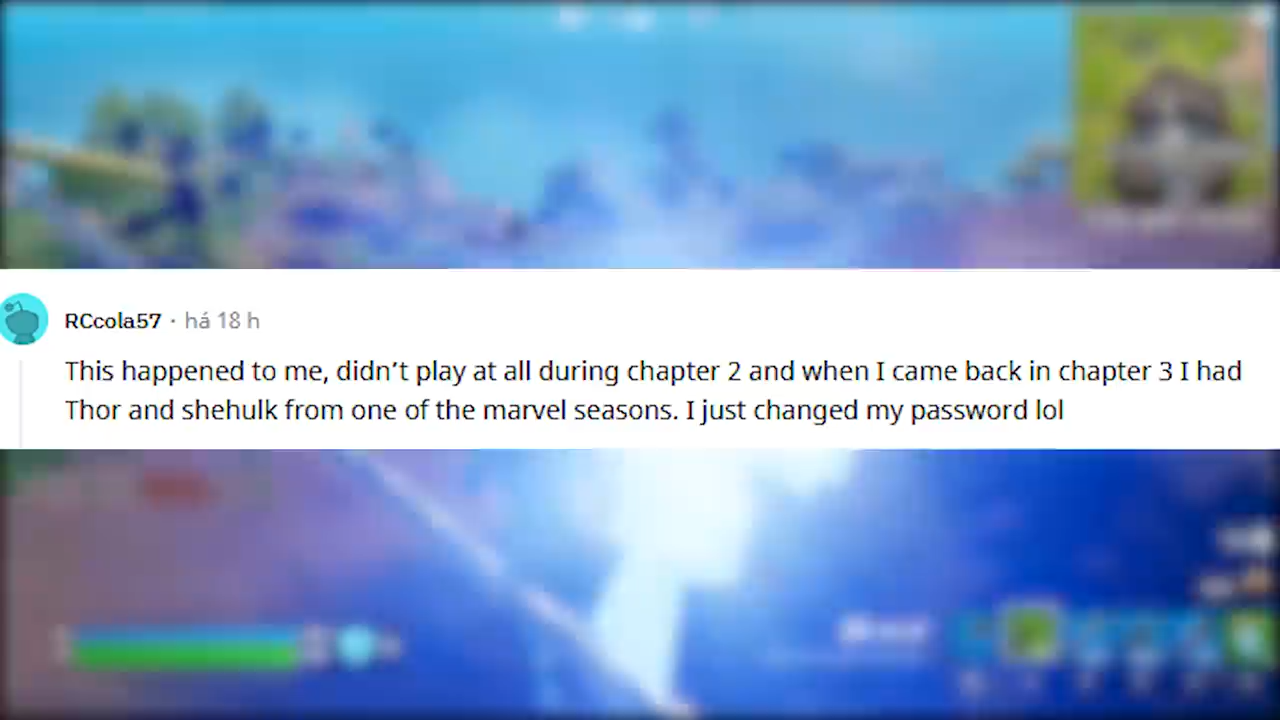 RCcola57 · há 18 h
This happened to me, didn’t play at all during chapter 2 and when I came back in chapter 3 I had
Thor and shehulk from one of the marvel seasons. I just changed my password lol